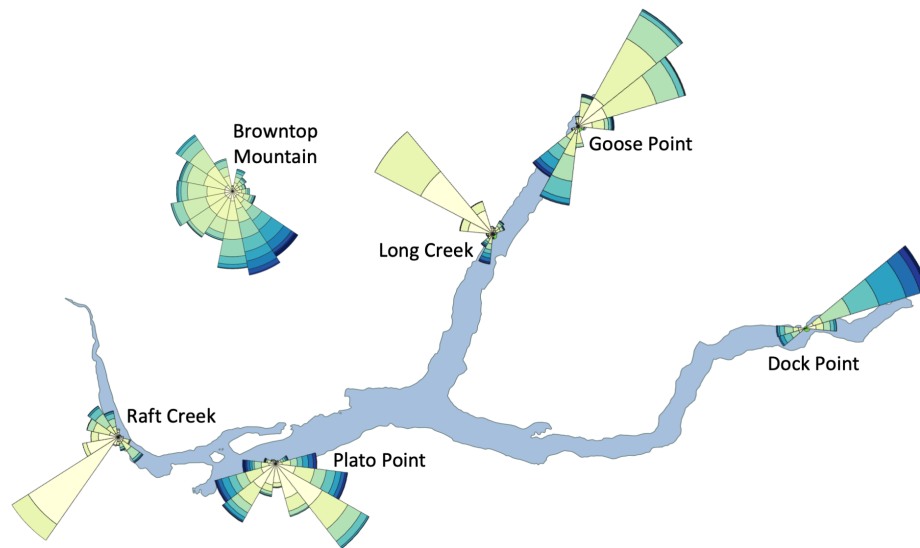 Browntop
Mountain
Goose Point
Long Creek
Dock Point
Raft Creek
Plato Point